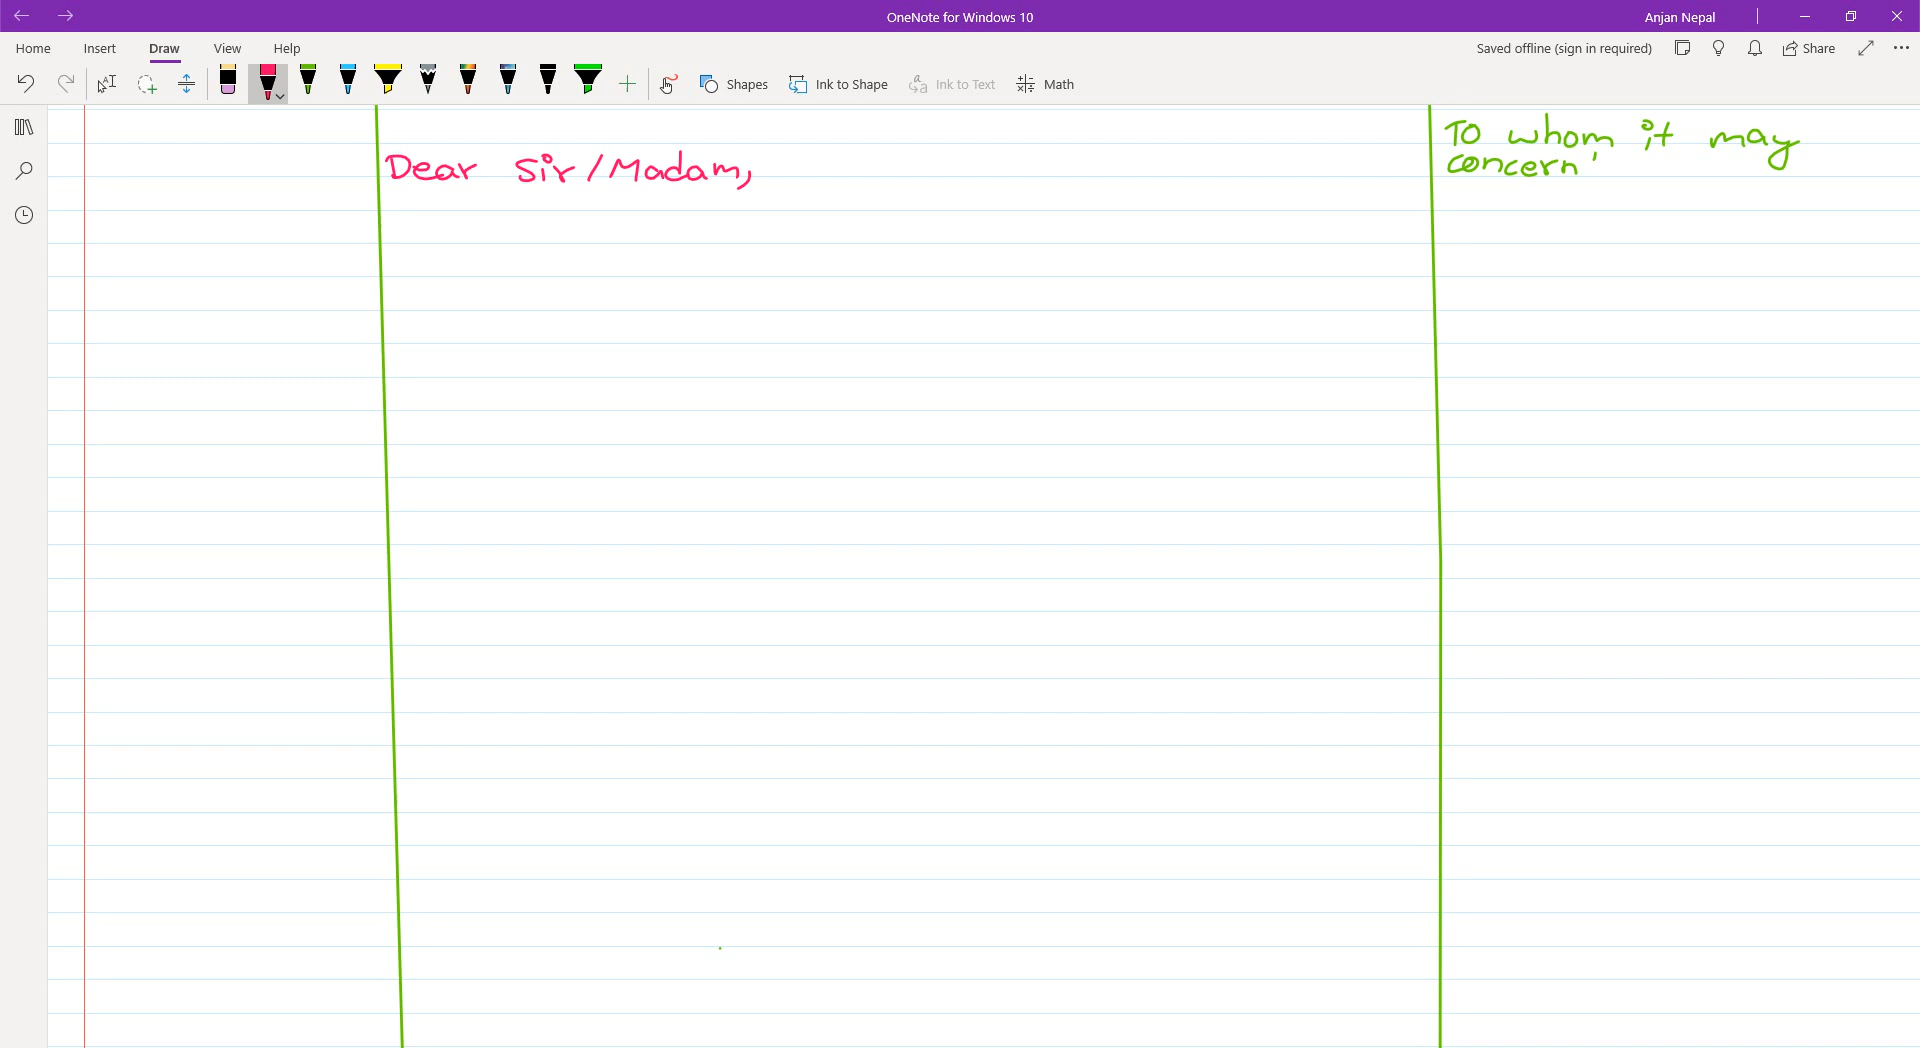 OneNote for Windows 10
Anjan Nepal
Home Insert Draw View Help
Saved offline (sign in required) Share
Shapes Ink to Shape Ink to Text Math
Dear Sir/Madam,
To whom it may
concern'